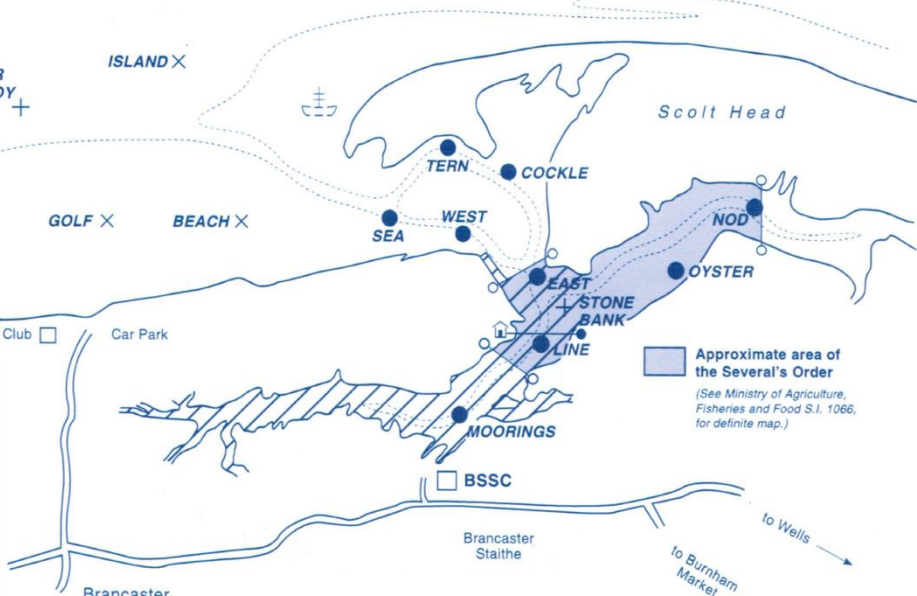 ISLAND
R
OY
Scolt Head
TERN
COCKLE
GOLF
BEACH
SEA
WEST
NOD
EAST
OYSTER
STONE
BANK
LINE
Club
Car Park
Approximate area of
the Several's Order
(See Ministry of Agriculture,
Fisheries and Food S.I. 1066,
for definite map.)
MOORINGS
BSSC
Brancaster
Staithe
to Wells
to Burnham
Market
Brancaster